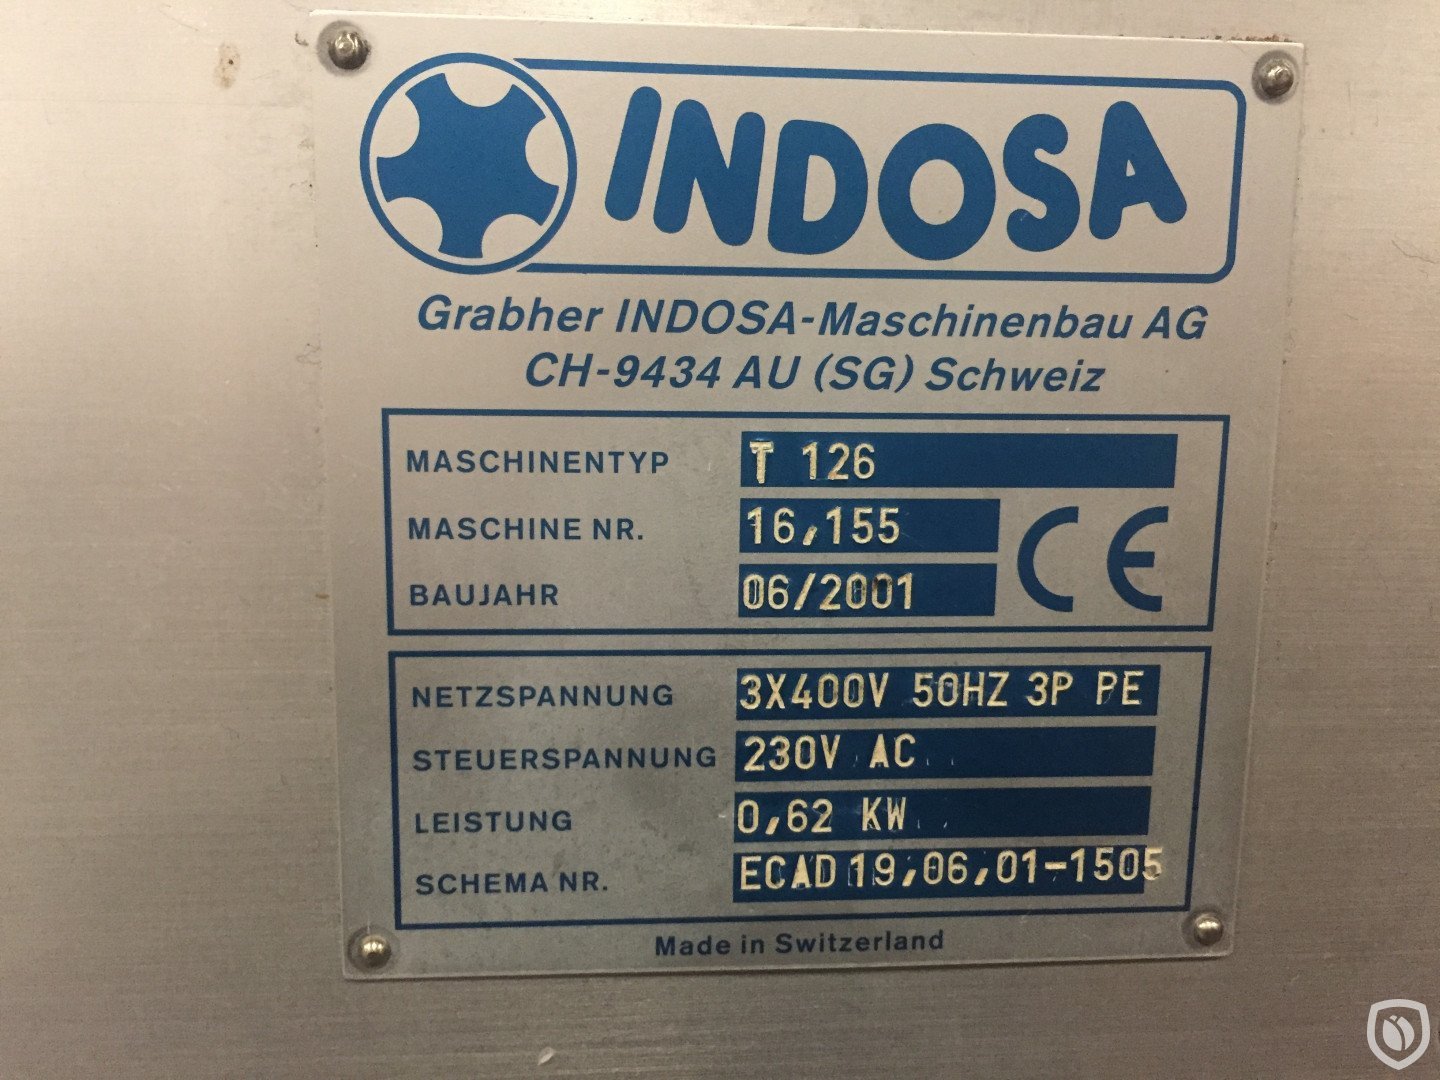 INDOSA
Grabher INDOSA-Maschinenbau AG
CH-9434 AU (SG) Schweiz
MASCHINENTYP T 126
MASCHINE NR. 16,155
CE
BAUJAHR 06/2001
NETZSPANNUNG 3X400V 50HZ 3P PE
STEUERSPANNUNG 230V AC
LEISTUNG 0,62 KW
SCHEMA NR. ECAD 19,06,01-1505
Made in Switzerland